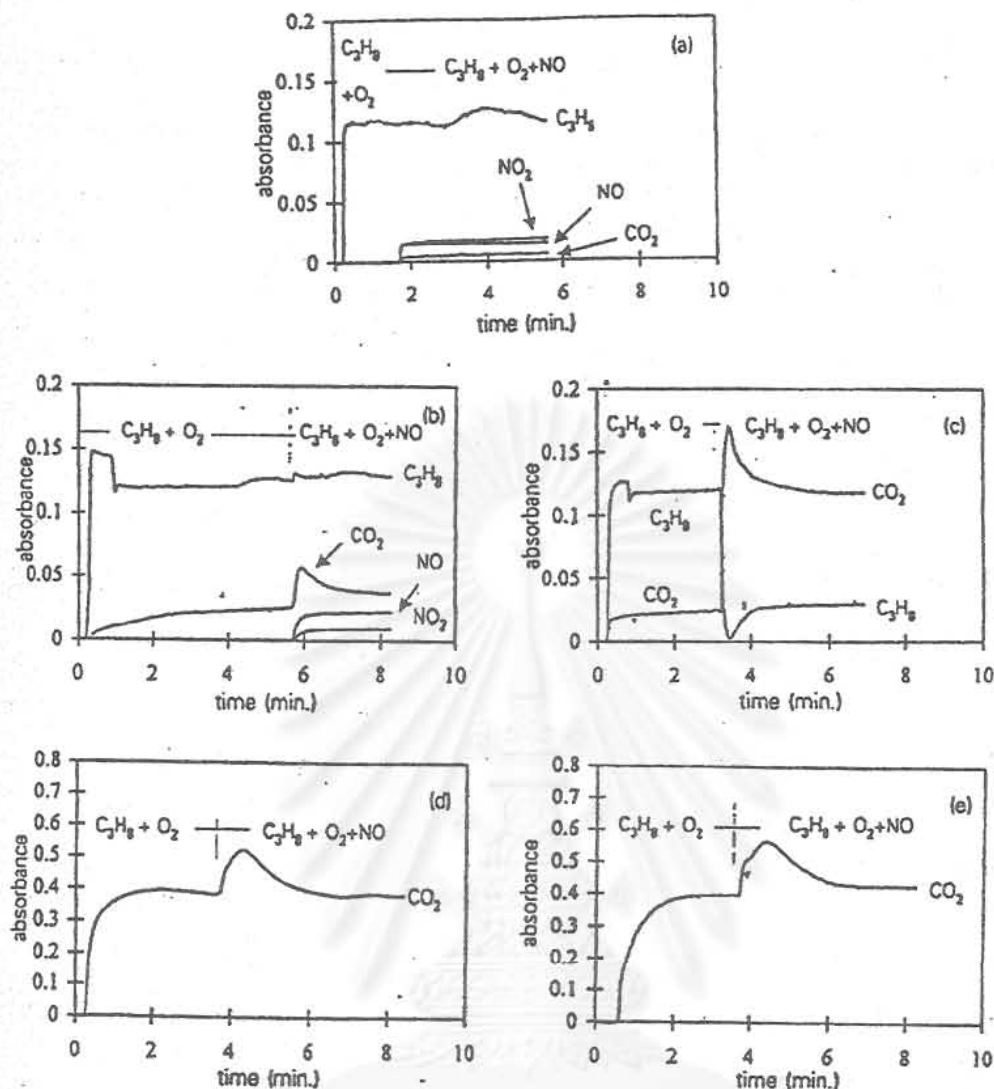 0.2
0.15
0.1
0.05
0
absorbance
C₃H₈
+O₂
C₃H₈ + O₂+NO
(a)
C₃H₈
NO₂
NO
CO₂
0 2 4 6 8 10
time (min.)
0.2
0.15
0.1
0.05
0
absorbance
C₃H₈ + O₂
C₃H₈ + O₂+NO
(b)
C₃H₈
CO₂
NO
NO₂
0 2 4 6 8 10
time (min.)
0.2
0.15
0.1
0.05
0
absorbance
C₃H₈ + O₂
C₃H₈ + O₂+NO
(c)
CO₂
C₃H₈
CO₂
C₃H₈
0 2 4 6 8 10
time (min.)
0.8
0.7
0.6
0.5
0.4
0.3
0.2
0.1
0
absorbance
(d)
C₃H₈ + O₂
C₃H₈ + O₂+NO
CO₂
0 2 4 6 8 10
time (min.)
0.8
0.7
0.6
0.5
0.4
0.3
0.2
0.1
0
absorbance
(e)
C₃H₈ + O₂
C₃H₈ + O₂+NO
CO₂
0 2 4 6 8 10
time (min.)